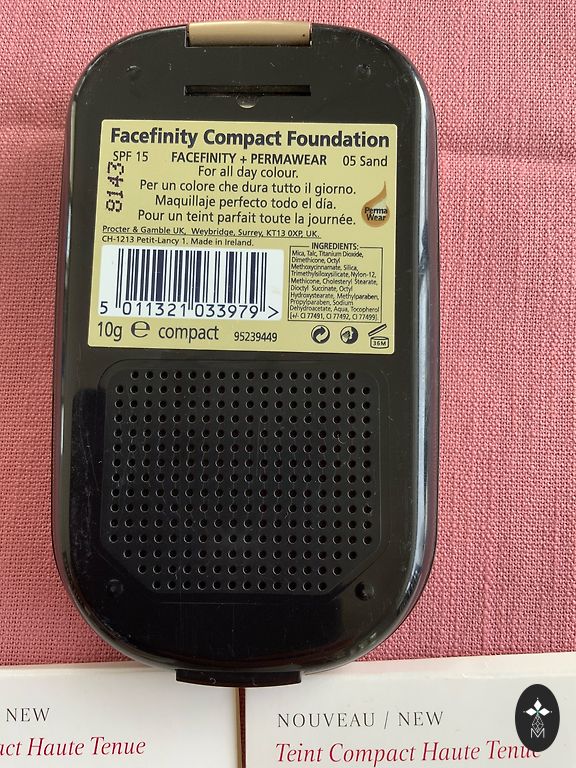 Facefinity Compact Foundation
SPF 15 FACEFINITY + PERMAWEAR 05 Sand
8143
For all day colour.
Per un colore che dura tutto il giorno.
Maquillaje perfecto todo el día.
Pour un teint parfait toute la journée.
Perma
Wear
Procter & Gamble UK, Weybridge, Surrey, KT13 0XP, UK.
CH-1213 Petit-Lancy 1. Made in Ireland.
INGREDIENTS:
Mica, Talc, Titanium Dioxide,
Dimethicone, Octyl
Methoxycinnamate, Silica,
Trimethylsiloxysilicate, Nylon-12,
Methicone, Cholesteryl Stearate,
Dioctyl Succinate, Octyl
Hydroxystearate, Methylparaben,
Propylparaben, Sodium
Dehydroacetate, Aqua, Tocopherol
[+/- CI 77491, CI 77492, CI 77499]
5 011321 033979 >
10g e compact 95239449
36M
NEW
act Haute Tenue
NOUVEAU / NEW
Teint Compact Haute Tenue